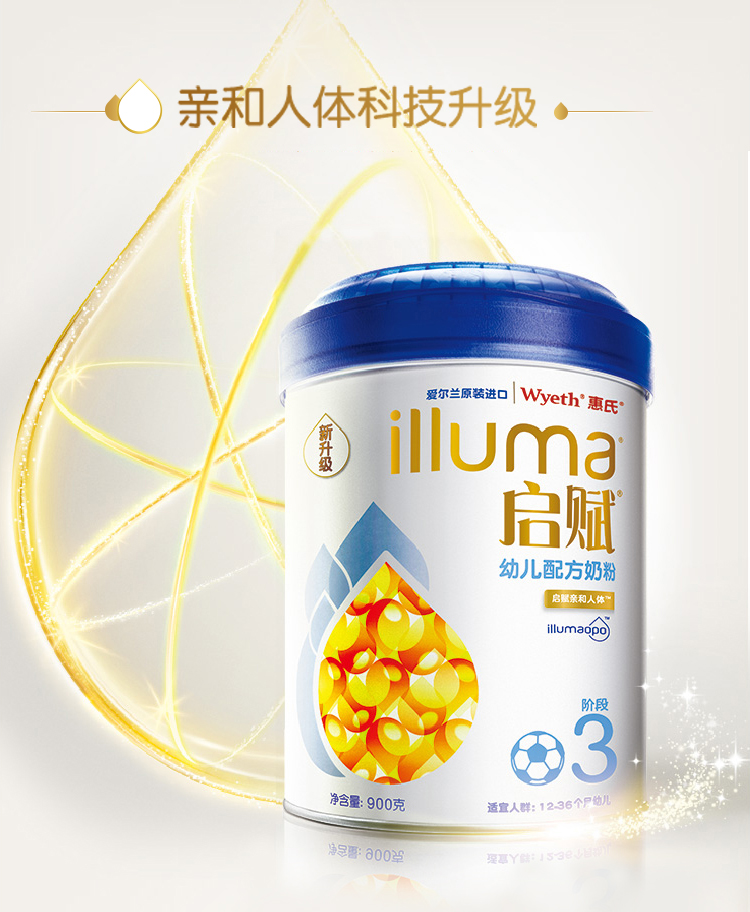 亲和人体科技升级
爱尔兰原装进口 | Wyeth® 惠氏®
新升级
illuma®
启赋®
幼儿配方奶粉
启赋亲和人体™
illumaopo™
阶段
3
净含量: 900克
适宜人群: 12-36个月幼儿